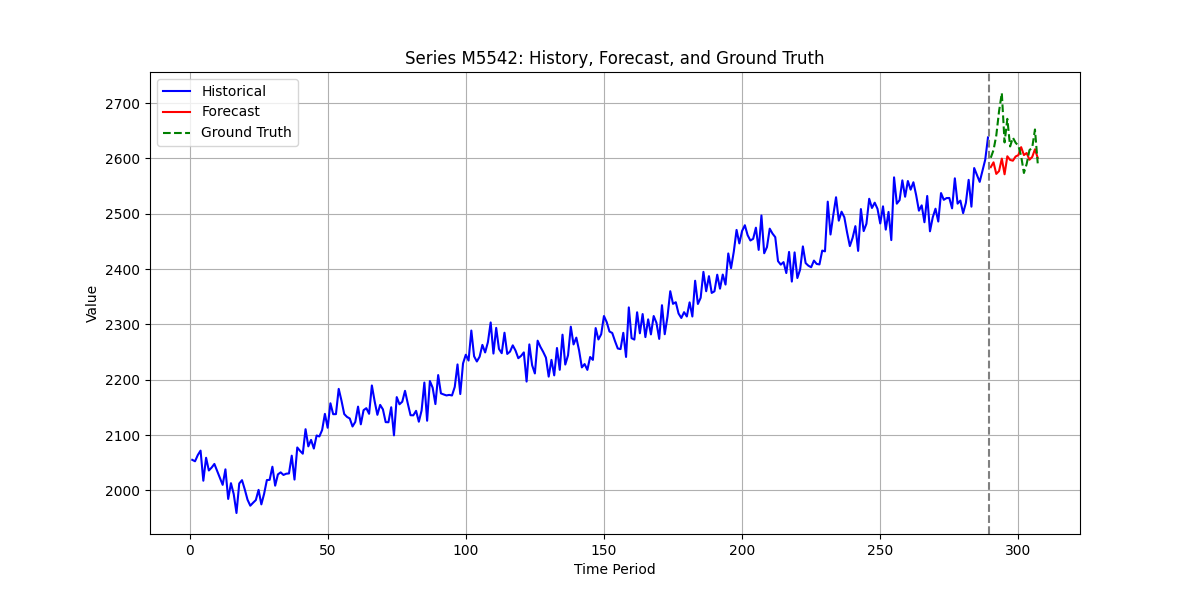 Series M5542: History, Forecast, and Ground Truth
Historical
Forecast
Ground Truth
2700
2600
2500
2400
2300
2200
2100
2000
Value
0 50 100 150 200 250 300
Time Period